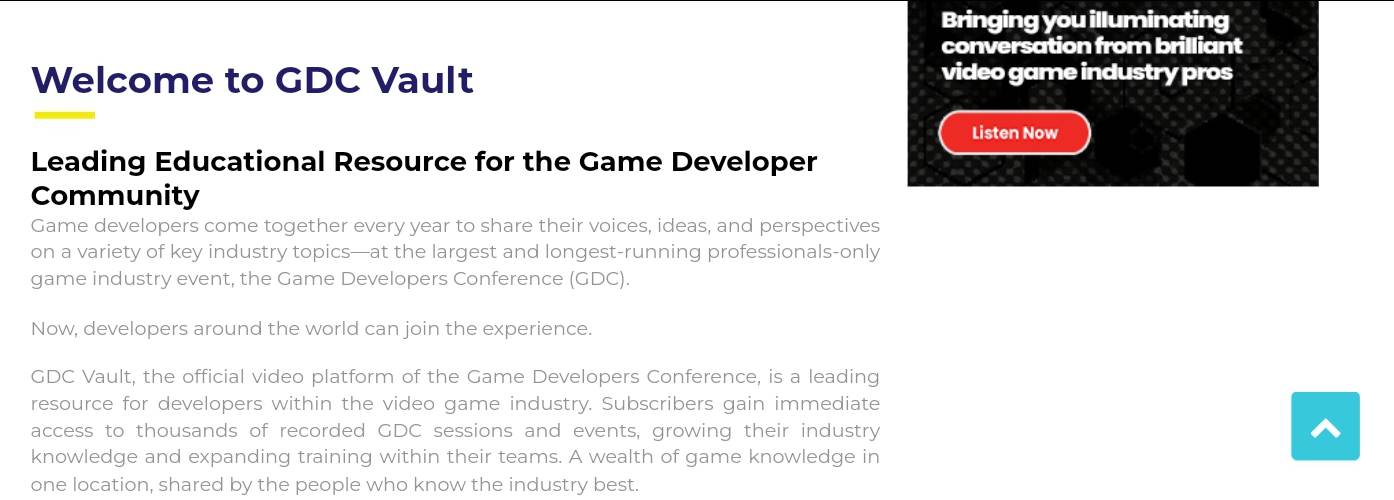 Welcome to GDC Vault
Leading Educational Resource for the Game Developer
Community
Game developers come together every year to share their voices, ideas, and perspectives
on a variety of key industry topics—at the largest and longest-running professionals-only
game industry event, the Game Developers Conference (GDC).
Now, developers around the world can join the experience.
GDC Vault, the official video platform of the Game Developers Conference, is a leading
resource for developers within the video game industry. Subscribers gain immediate
access to thousands of recorded GDC sessions and events, growing their industry
knowledge and expanding training within their teams. A wealth of game knowledge in
one location, shared by the people who know the industry best.
Bringing you illuminating
conversation from brilliant
video game industry pros
Listen Now